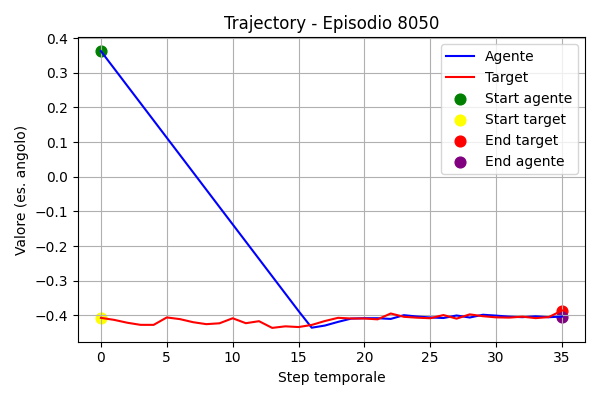 Trajectory - Episodio 8050
Valore (es. angolo)
0.4
0.3
0.2
0.1
0.0
−0.1
−0.2
−0.3
−0.4
Agente
Target
Start agente
Start target
End target
End agente
0 5 10 15 20 25 30 35
Step temporale